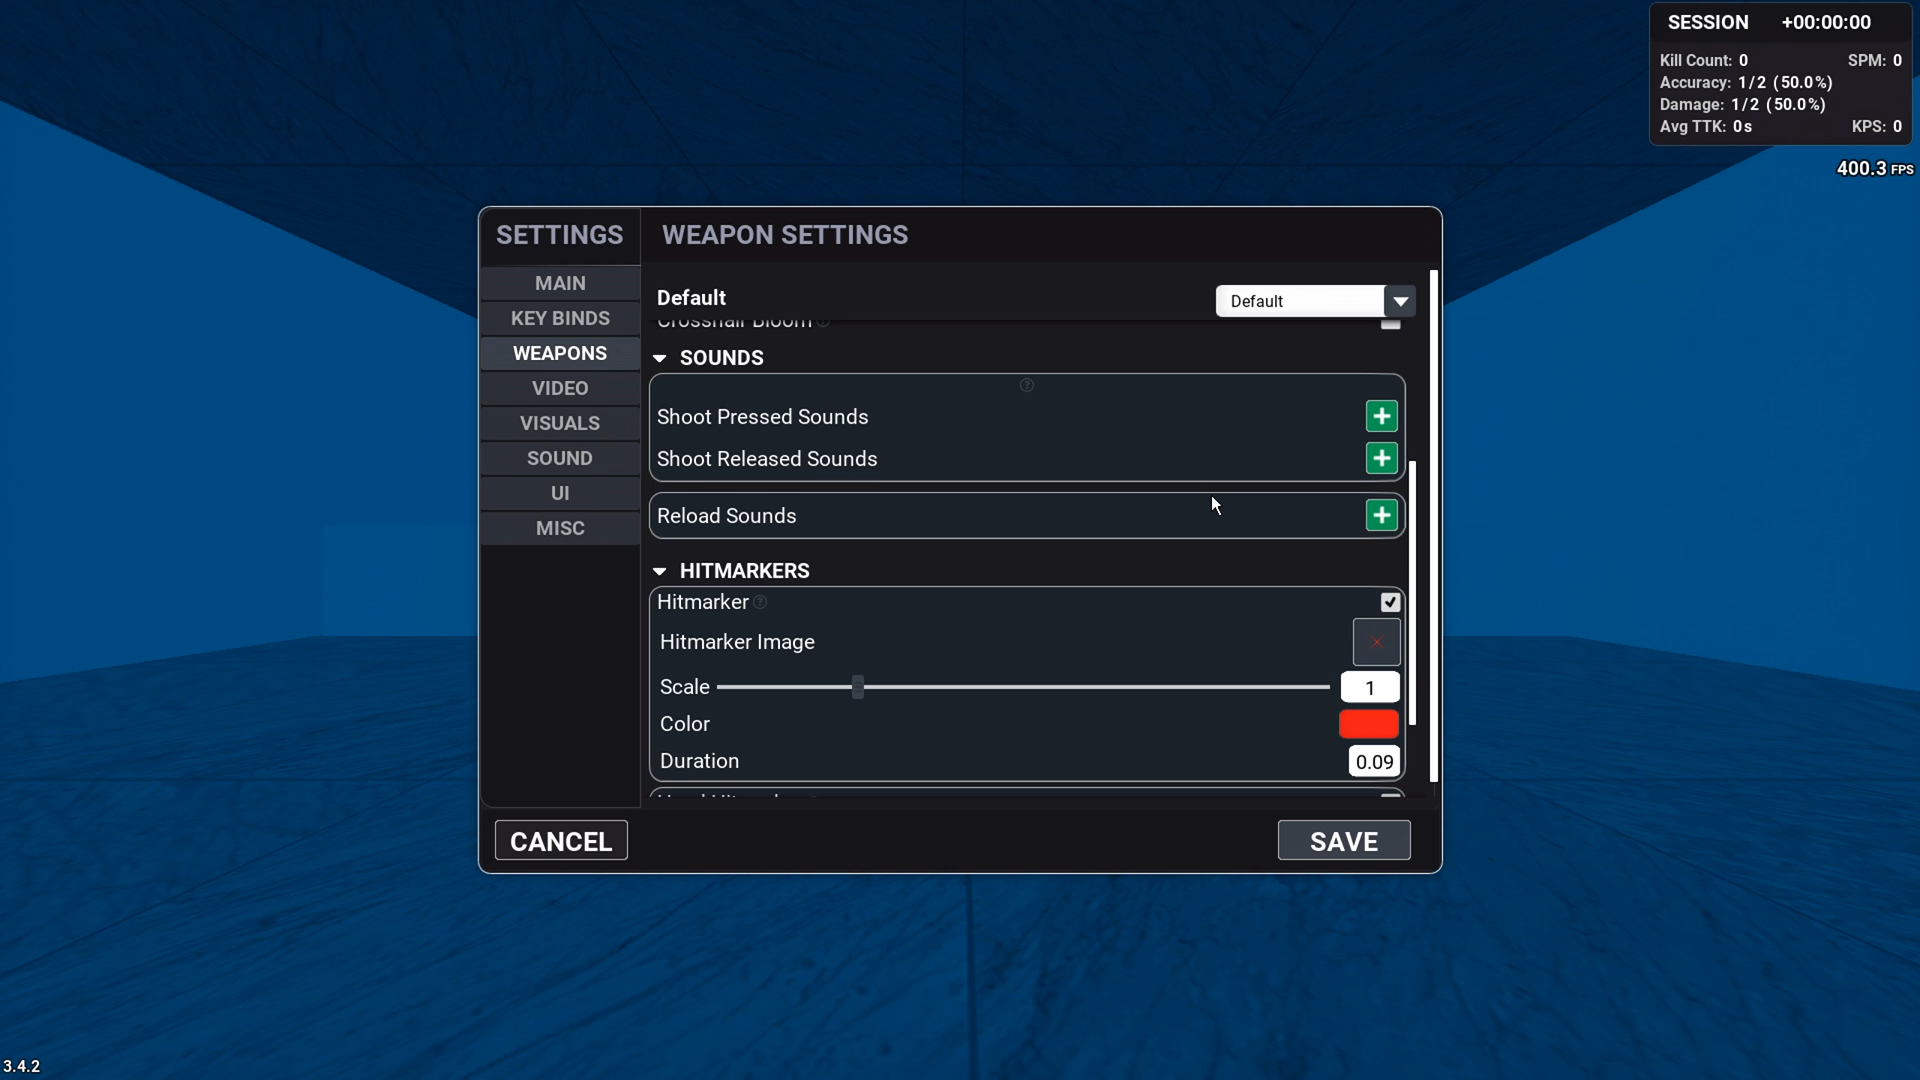 SESSION +00:00:00
Kill Count: 0 SPM: 0
Accuracy: 1/2 (50.0%)
Damage: 1/2 (50.0%)
Avg TTK: 0s KPS: 0
400.3 FPS
SETTINGS
WEAPON SETTINGS
MAIN
KEY BINDS
WEAPONS
VIDEO
VISUALS
SOUND
UI
MISC
Default Default
Crosshair Bloom ?
SOUNDS
?
Shoot Pressed Sounds +
Shoot Released Sounds +
Reload Sounds +
HITMARKERS
Hitmarker ?
Hitmarker Image
Scale 1
Color
Duration 0.09
CANCEL
SAVE
3.4.2